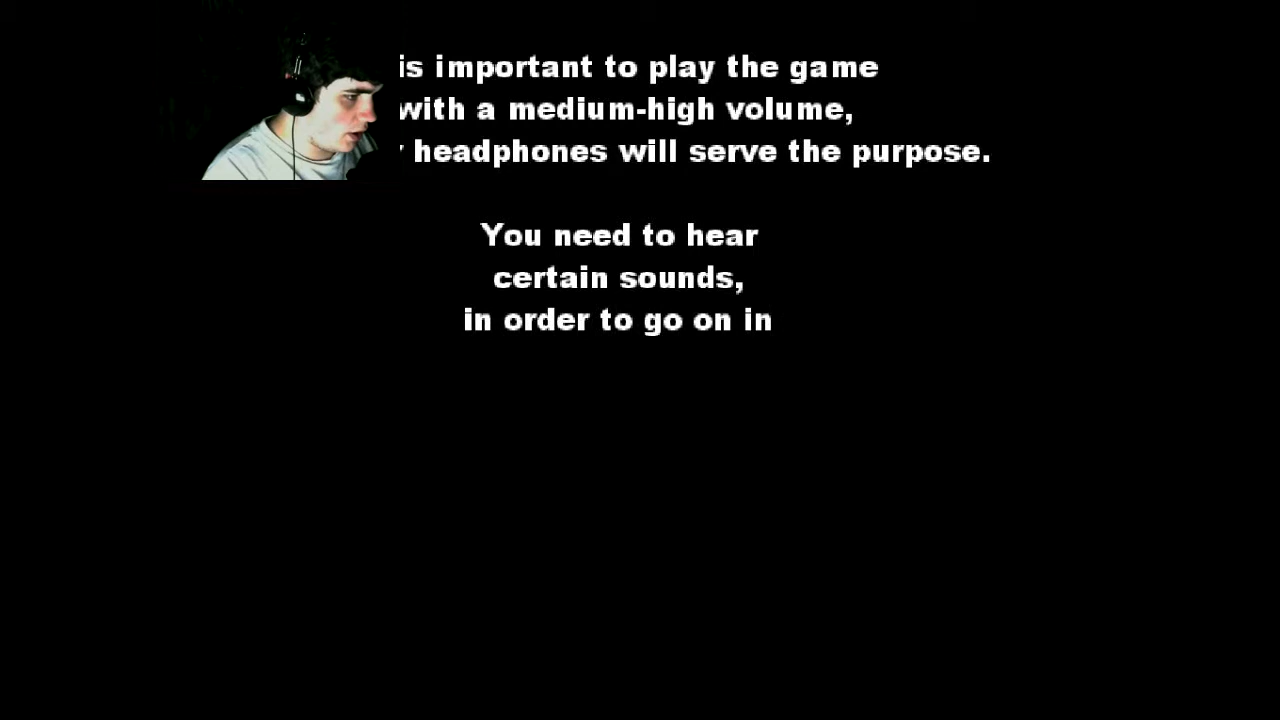 is important to play the game
with a medium-high volume,
headphones will serve the purpose.
You need to hear
certain sounds,
in order to go on in